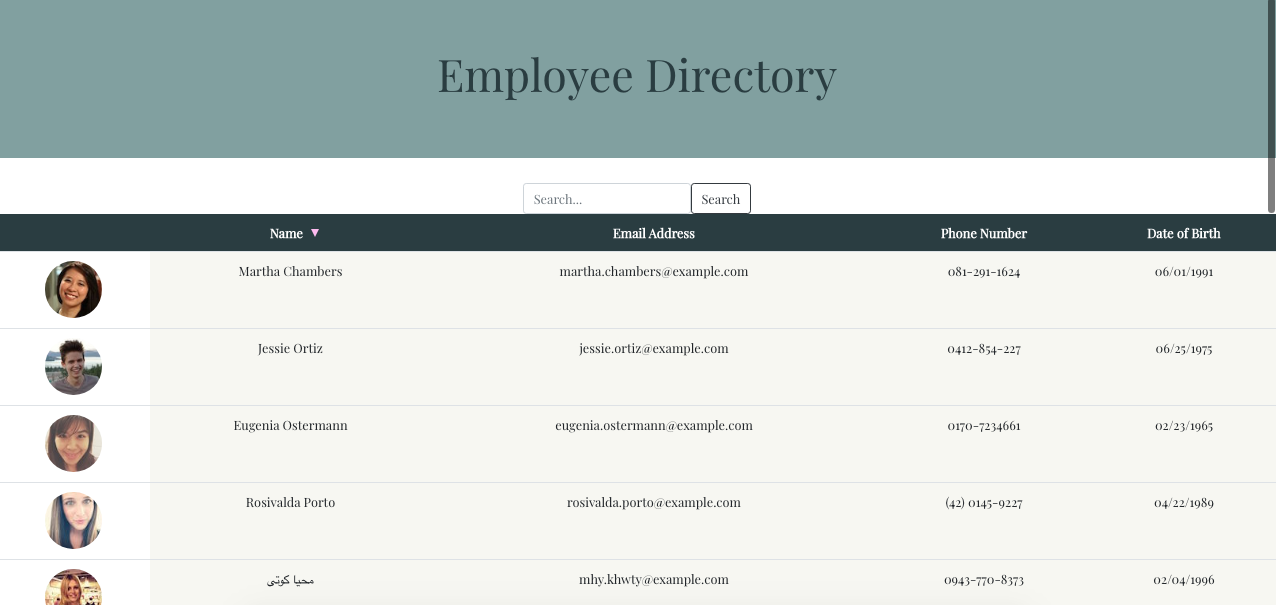 Employee Directory
Search...
Search
Name ▼ Email Address Phone Number Date of Birth
Martha Chambers martha.chambers@example.com 081-291-1624 06/01/1991
Jessie Ortiz jessie.ortiz@example.com 0412-854-227 06/25/1975
Eugenia Ostermann eugenia.ostermann@example.com 0170-7234661 02/23/1965
Rosivalda Porto rosivalda.porto@example.com (42) 0145-9227 04/22/1989
محیا کوتی mhy.khwty@example.com 0943-770-8373 02/04/1996